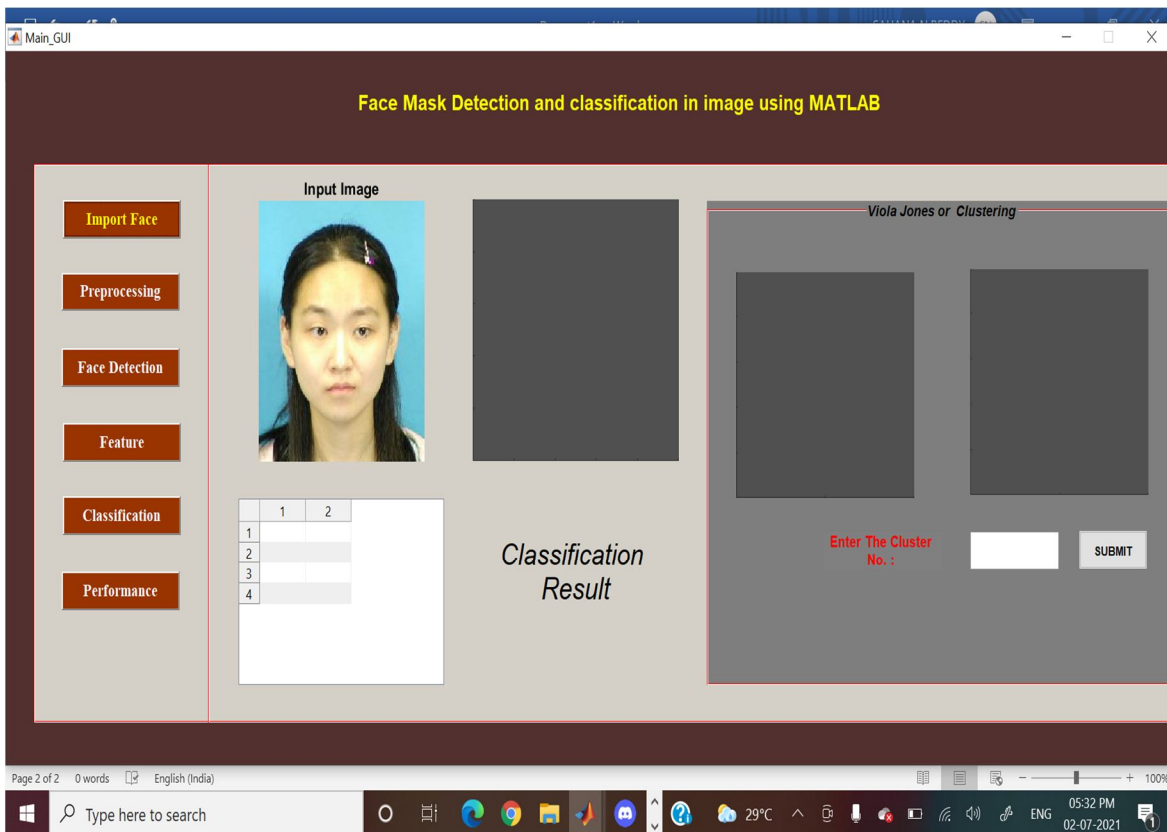 Main_GUI
Face Mask Detection and classification in image using MATLAB
Import Face
Preprocessing
Face Detection
Feature
Classification
Performance
Input Image
Viola Jones or Clustering
1 2
1
2
3
4
Classification
Result
Enter The Cluster
No. :
SUBMIT
Page 2 of 2 0 words English (India)
100%
Type here to search
29°C
ENG
05:32 PM
02-07-2021
1